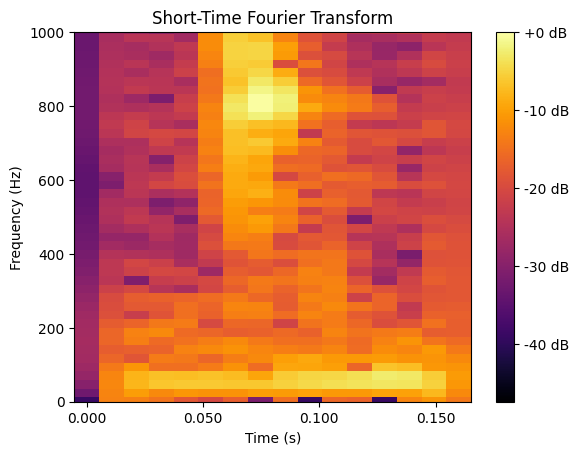 Short-Time Fourier Transform
1000
800
600
400
200
0
Frequency (Hz)
0.000
0.050
0.100
0.150
Time (s)
+0 dB
-10 dB
-20 dB
-30 dB
-40 dB